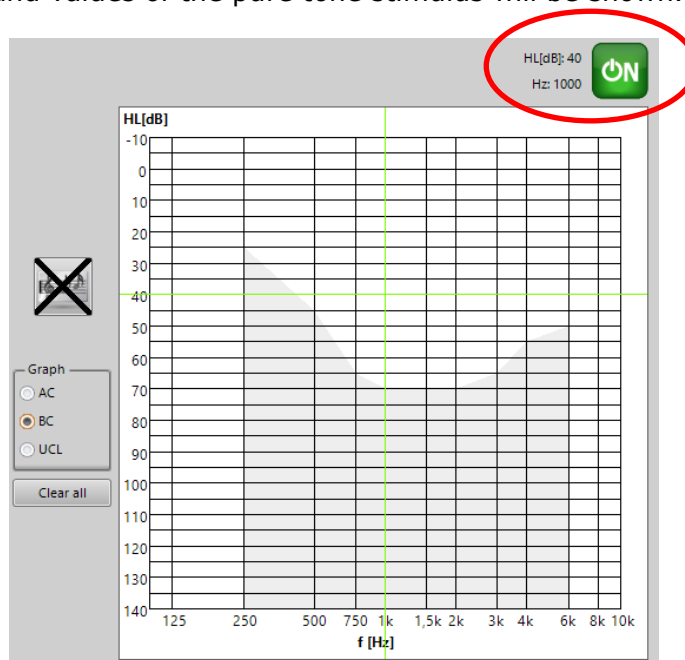 and values of the pure tone stimulus will be shown.
HL[dB]: 40
Hz: 1000
ON
HL[dB]
-10
0
10
20
30
40
50
60
70
80
90
100
110
120
130
140
125 250 500 750 1k 1,5k 2k 3k 4k 6k 8k 10k
f [Hz]
Graph
AC
BC
UCL
Clear all